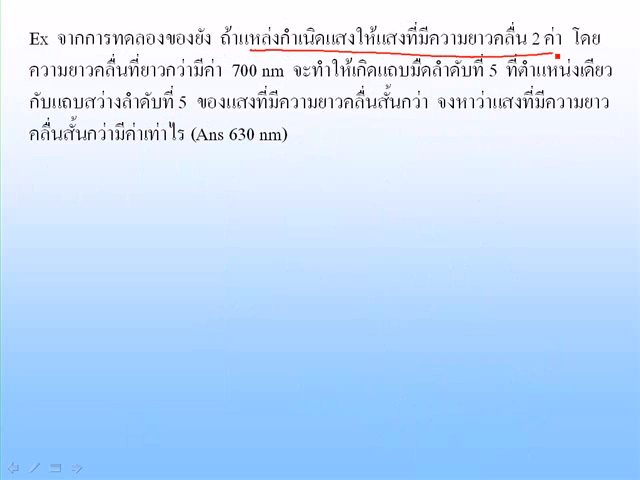 Ex จากการทดลองของยัง ถ้าแหล่งกำเนิดแสงให้แสงที่มีความยาวคลื่น 2 ค่า โดย
ความยาวคลื่นที่ยาวกว่ามีค่า 700 nm จะทำให้เกิดแถบมืดลำดับที่ 5 ที่ตำแหน่งเดียว
กับแถบสว่างลำดับที่ 5 ของแสงที่มีความยาวคลื่นสั้นกว่า จงหาว่าแสงที่มีความยาว
คลื่นสั้นกว่ามีค่าเท่าไร (Ans 630 nm)